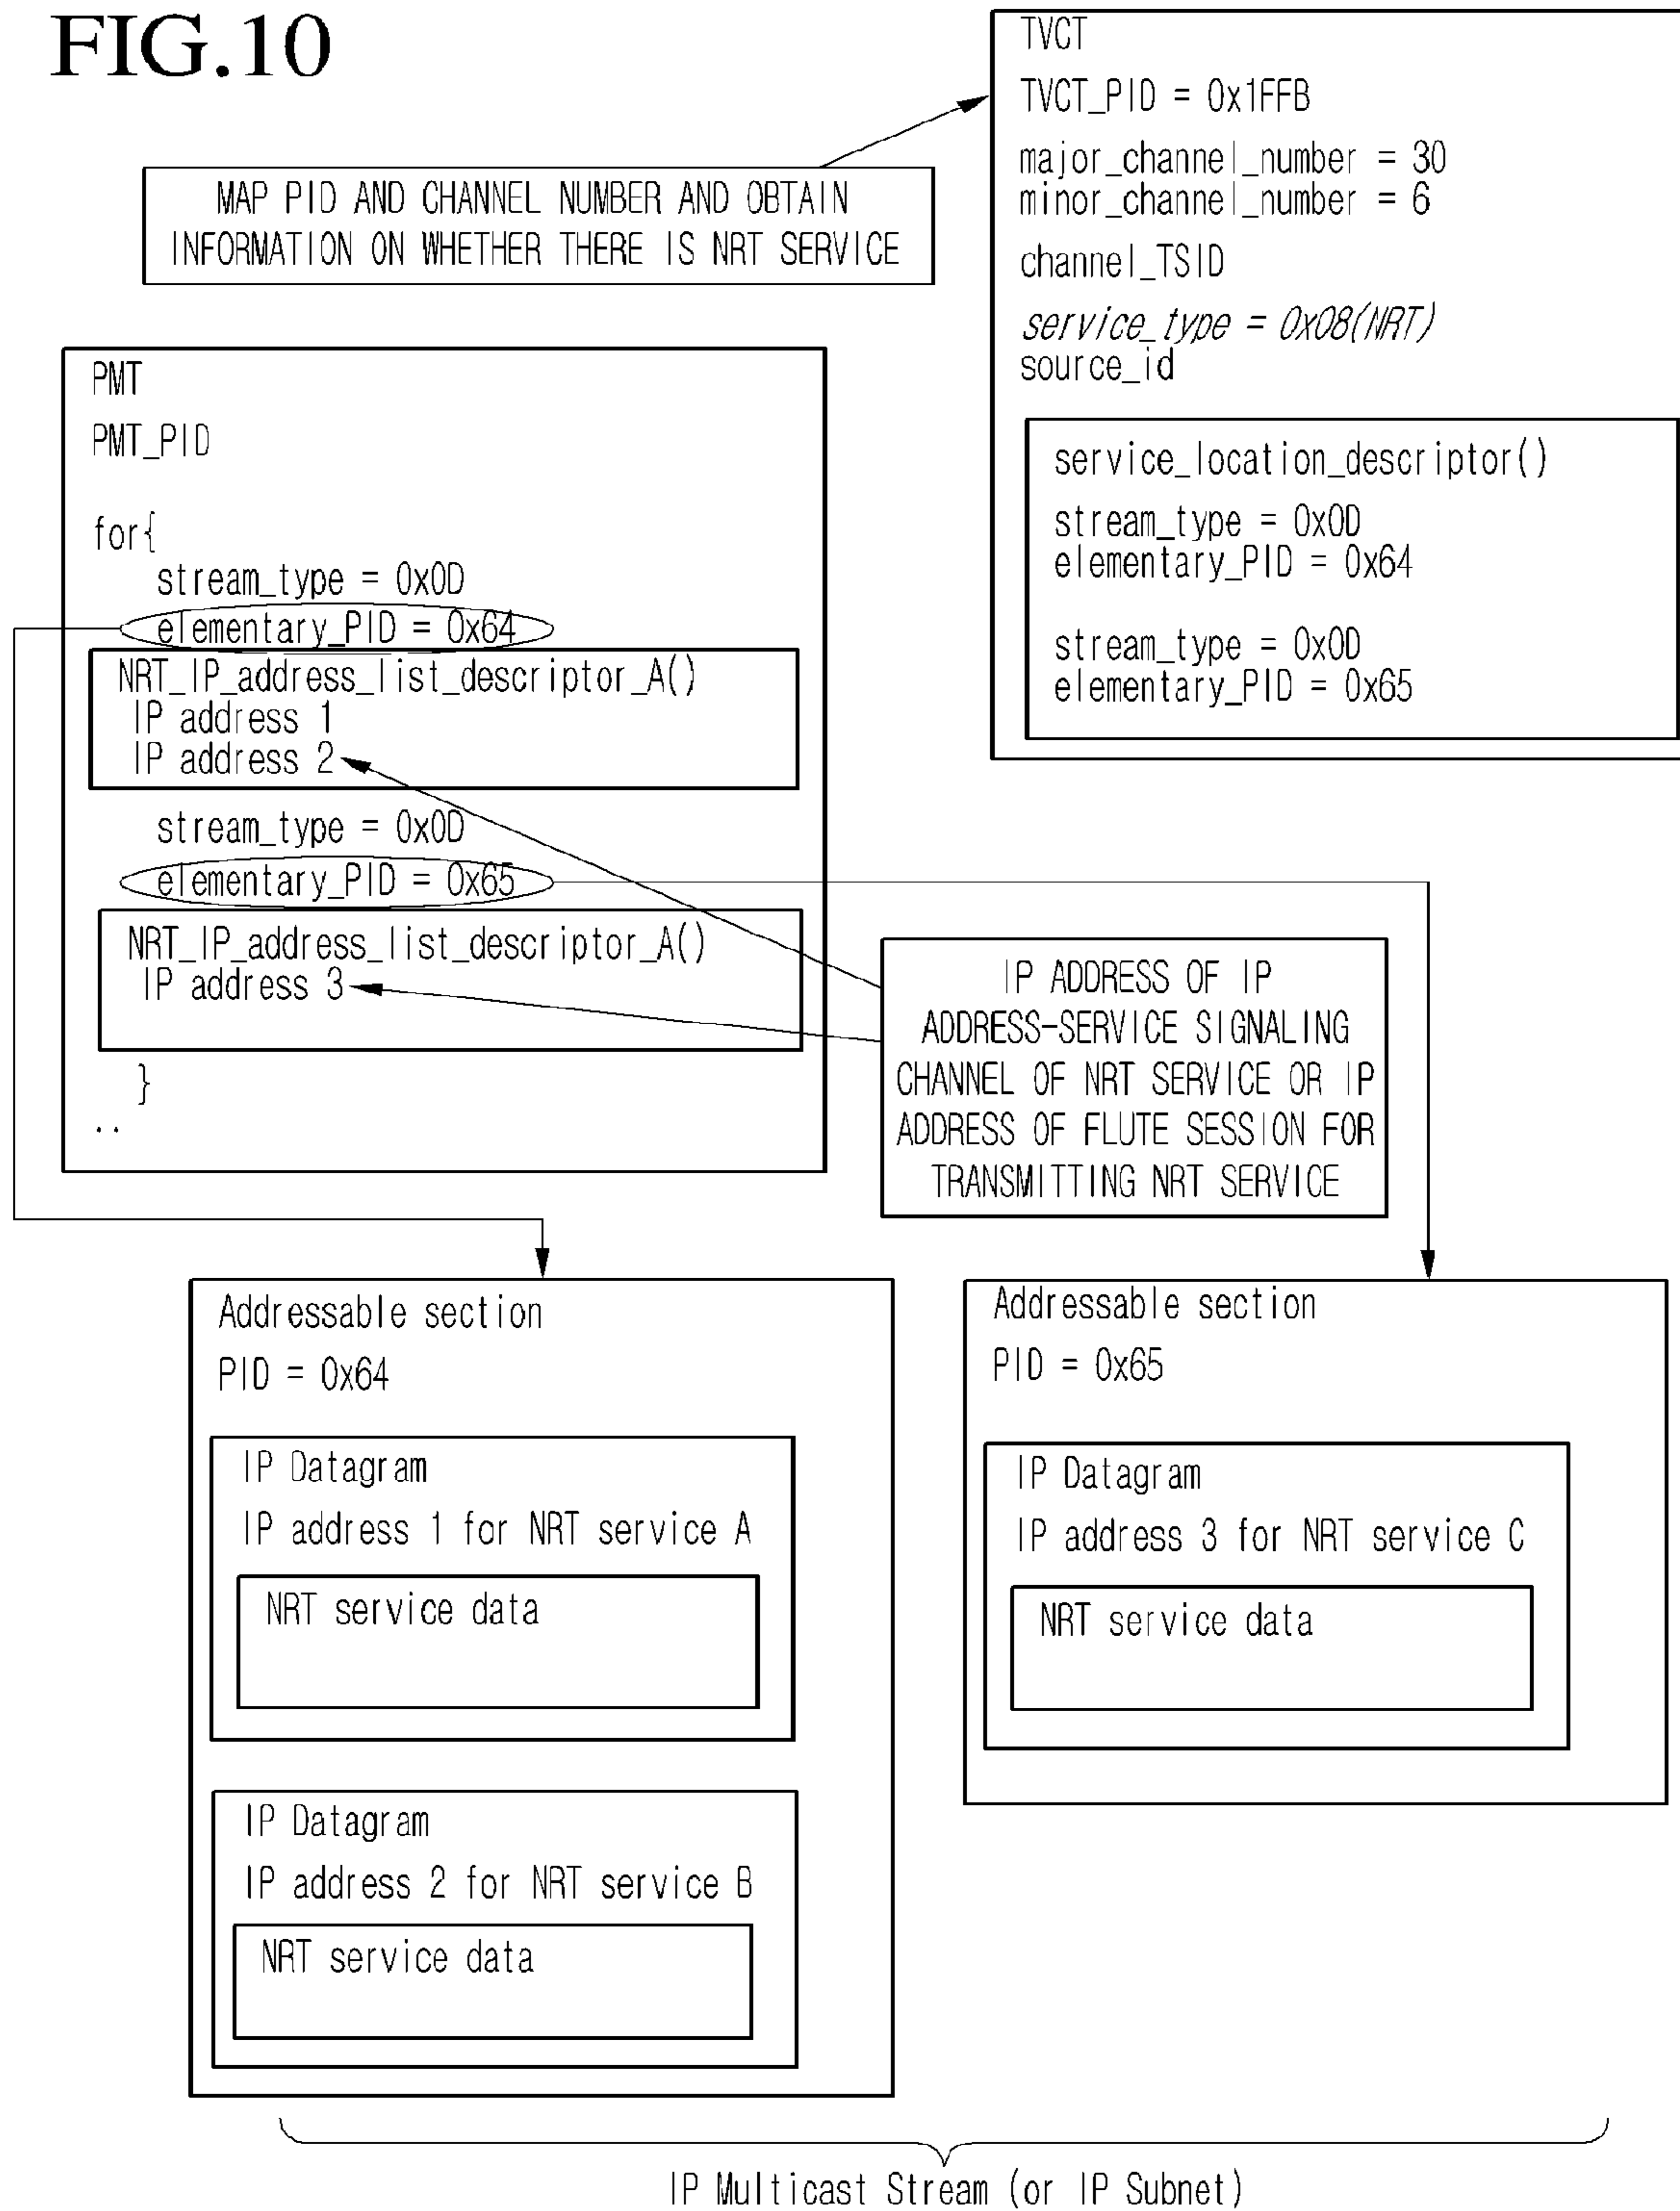 FIG.10
TVCT
TVCT_PID = 0x1FFB
major_channel_number = 30
minor_channel_number = 6
channel_TSID
service_type = 0x08(NRT)
source_id
service_location_descriptor()
stream_type = 0x0D
elementary_PID = 0x64
stream_type = 0x0D
elementary_PID = 0x65
MAP PID AND CHANNEL NUMBER AND OBTAIN
INFORMATION ON WHETHER THERE IS NRT SERVICE
PMT
PMT_PID
for{
stream_type = 0x0D
elementary_PID = 0x64
NRT_IP_address_list_descriptor_A()
IP address 1
IP address 2
stream_type = 0x0D
elementary_PID = 0x65
NRT_IP_address_list_descriptor_A()
IP address 3
}
..
IP ADDRESS OF IP
ADDRESS-SERVICE SIGNALING
CHANNEL OF NRT SERVICE OR IP
ADDRESS OF FLUTE SESSION FOR
TRANSMITTING NRT SERVICE
Addressable section
PID = 0x64
IP Datagram
IP address 1 for NRT service A
NRT service data
IP Datagram
IP address 2 for NRT service B
NRT service data
Addressable section
PID = 0x65
IP Datagram
IP address 3 for NRT service C
NRT service data
IP Multicast Stream (or IP Subnet)